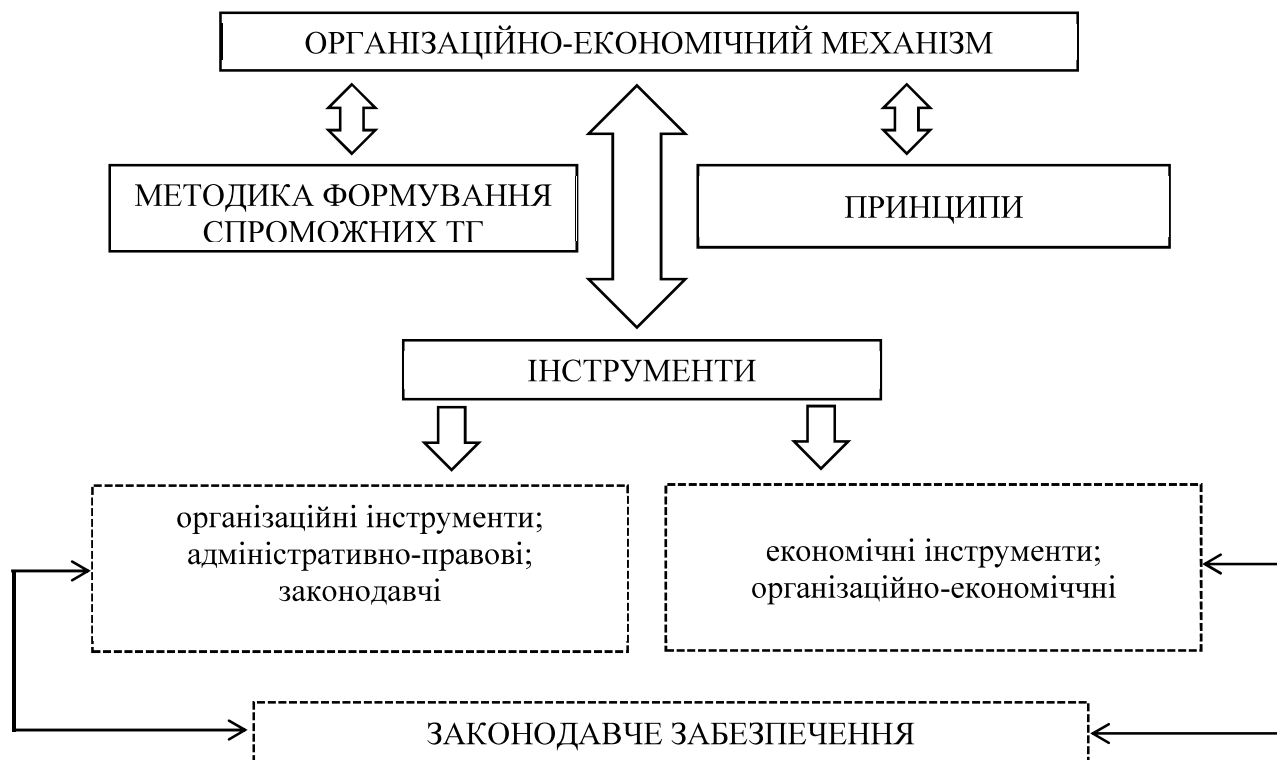 ОРГАНІЗАЦІЙНО-ЕКОНОМІЧНИЙ МЕХАНІЗМ
МЕТОДИКА ФОРМУВАННЯ
СПРОМОЖНИХ ТГ
ПРИНЦИПИ
ІНСТРУМЕНТИ
організаційні інструменти;
адміністративно-правові;
законодавчі
економічні інструменти;
організаційно-економіччні
ЗАКОНОДАВЧЕ ЗАБЕЗПЕЧЕННЯ